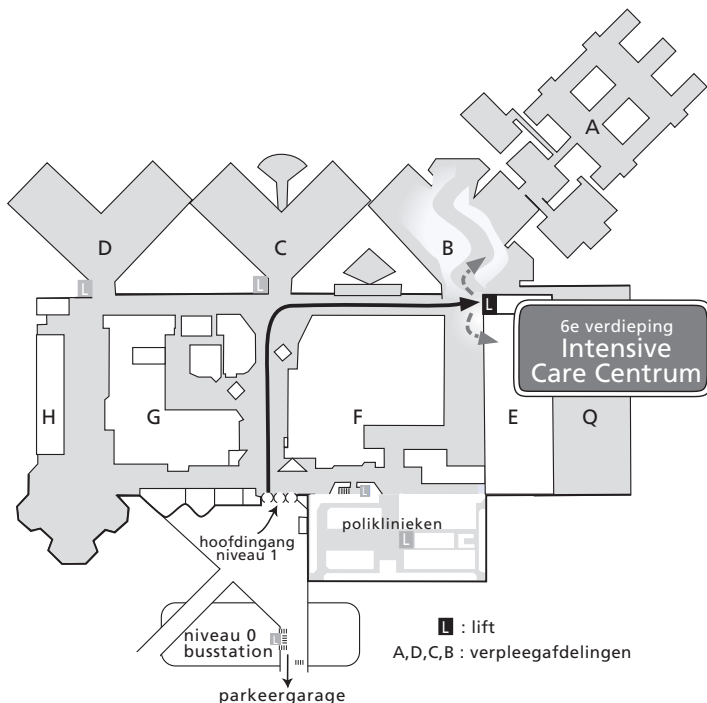 A
D
C
B
L
L
L
6e verdieping
Intensive
Care Centrum
H
G
F
E
Q
L
poliklinieken
hoofdingang
niveau 1
L
L : lift
niveau 0
busstation
L
A,D,C,B : verpleegafdelingen
parkeergarage